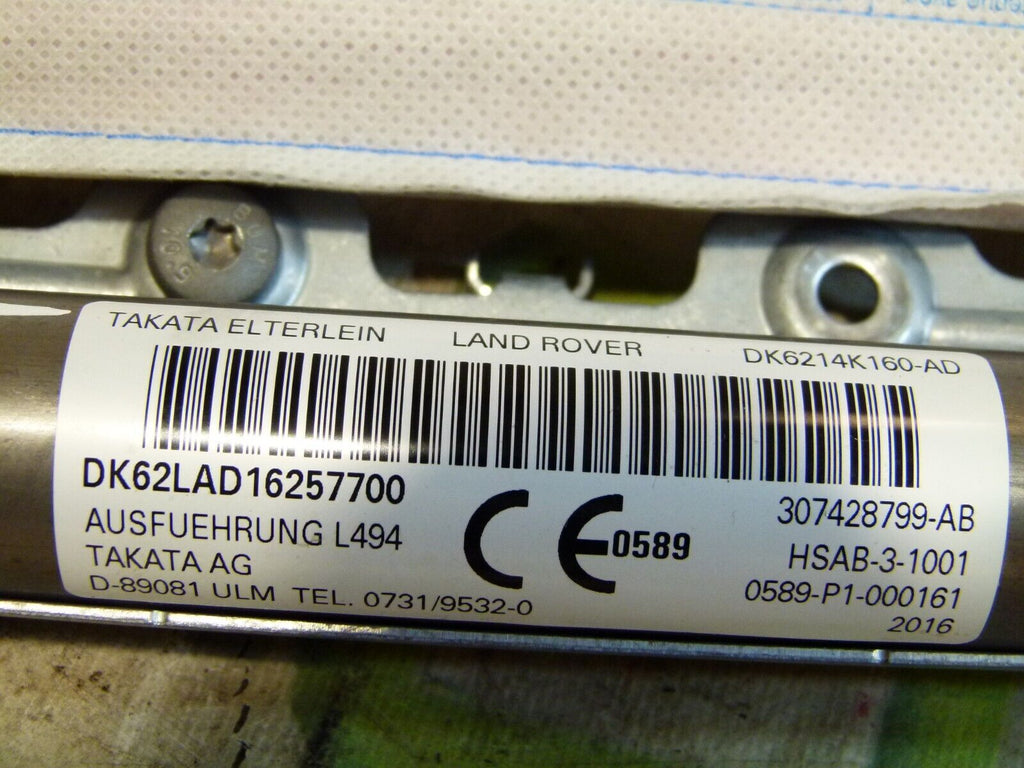 TAKATA ELTERLEIN LAND ROVER DK6214K160-AD
DK62LAD16257700
AUSFUEHRUNG L494
TAKATA AG
D-89081 ULM TEL. 0731/9532-0
CE 0589
307428799-AB
HSAB-3-1001
0589-P1-000161
2016